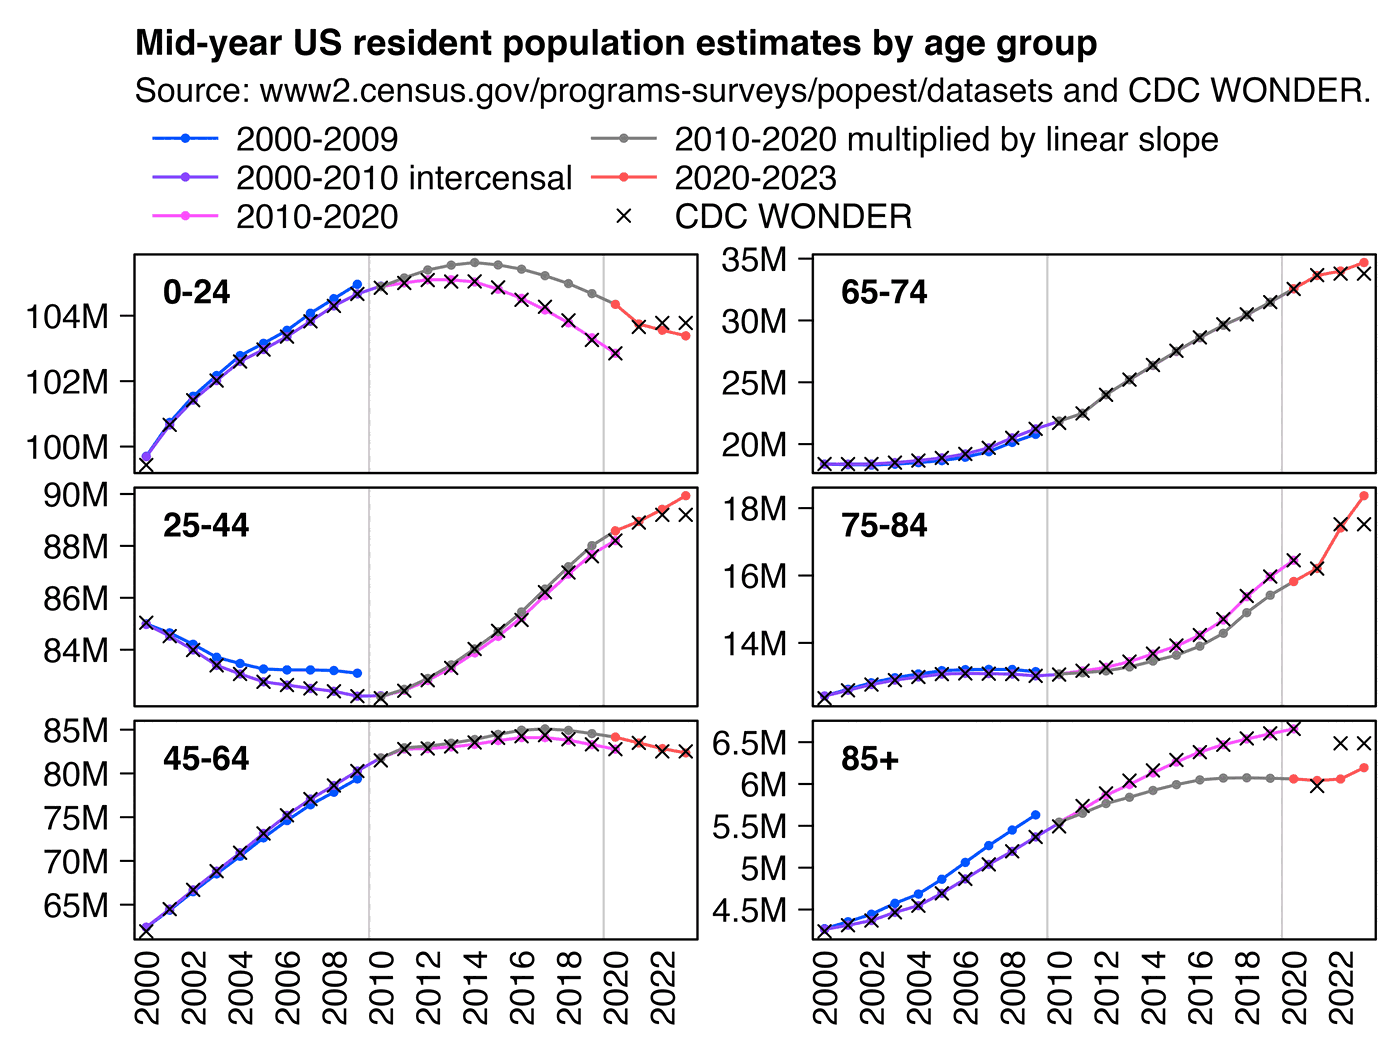 Mid-year US resident population estimates by age group
Source: www2.census.gov/programs-surveys/popest/datasets and CDC WONDER.
2000-2009
2000-2010 intercensal
2010-2020
2010-2020 multiplied by linear slope
2020-2023
CDC WONDER
0-24
104M
102M
100M
65-74
35M
30M
25M
20M
25-44
90M
88M
86M
84M
75-84
18M
16M
14M
45-64
85M
80M
75M
70M
65M
85+
6.5M
6M
5.5M
5M
4.5M
2000 2002 2004 2006 2008 2010 2012 2014 2016 2018 2020 2022
2000 2002 2004 2006 2008 2010 2012 2014 2016 2018 2020 2022